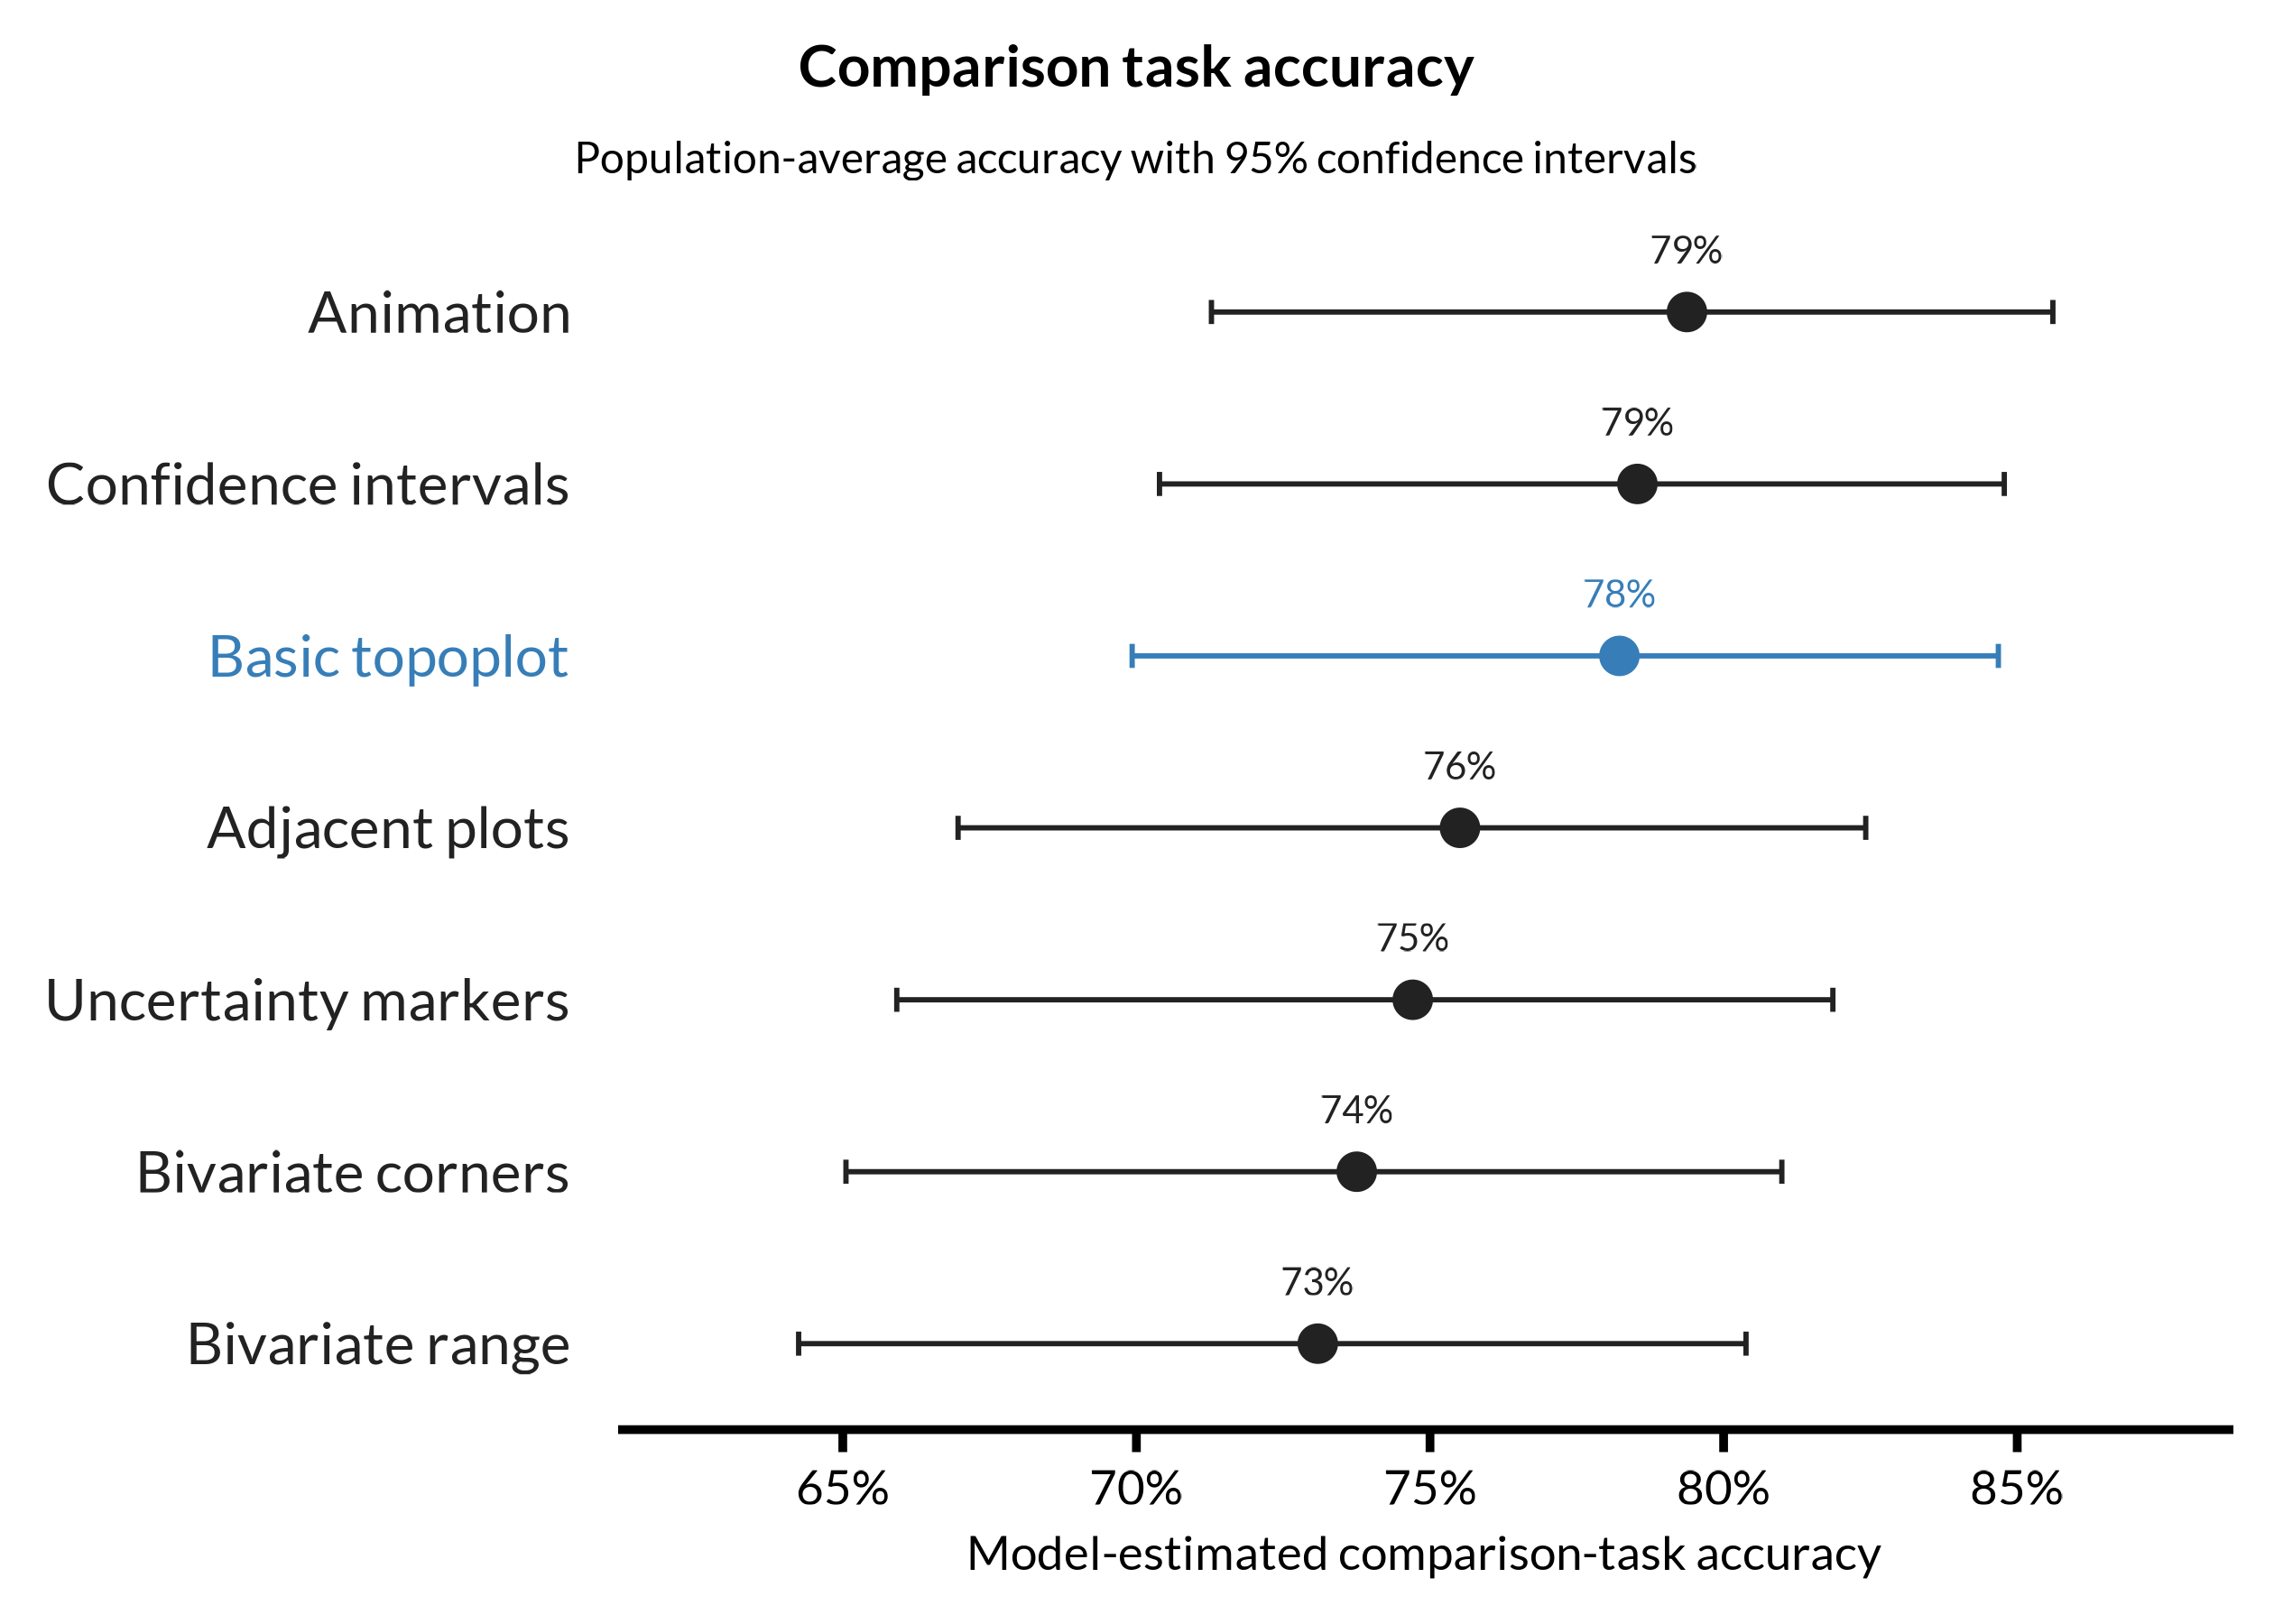 Comparison task accuracy
Population-average accuracy with 95% confidence intervals
79%
Animation
79%
Confidence intervals
78%
Basic topoplot
76%
Adjacent plots
75%
Uncertainty markers
74%
Bivariate corners
73%
Bivariate range
65% 70% 75% 80% 85%
Model-estimated comparison-task accuracy